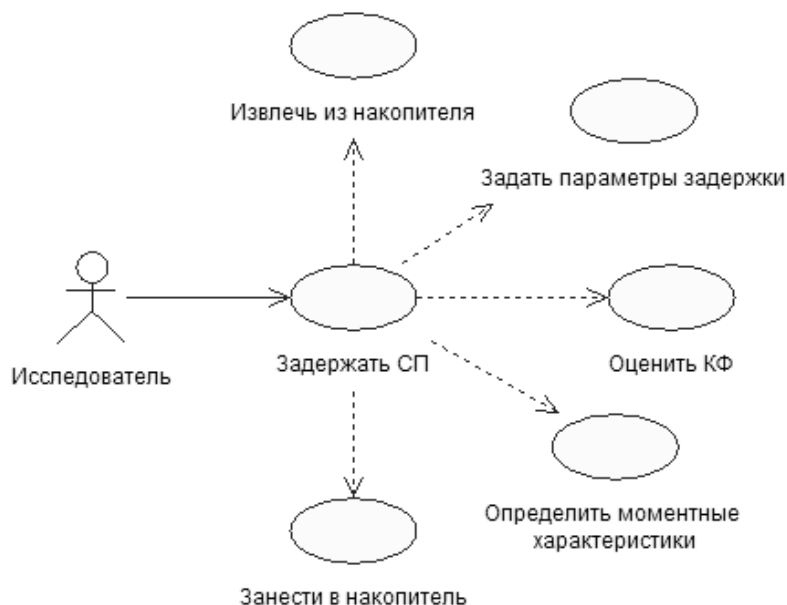 Извлечь из накопителя
Задать параметры задержки
Исследователь
Задержать СП
Оценить КФ
Определить моментные
характеристики
Занести в накопитель